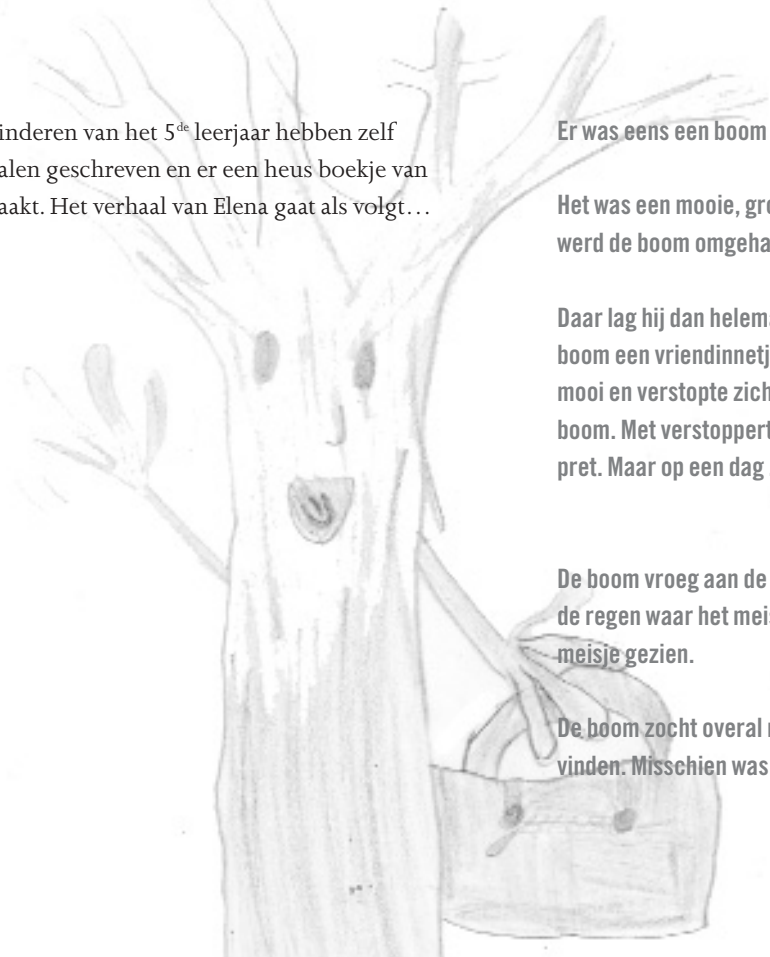 inderen van het 5de leerjaar hebben zelf
alen geschreven en er een heus boekje van
aakt. Het verhaal van Elena gaat als volgt…
Er was eens een boom
Het was een mooie, gro
werd de boom omgeha
Daar lag hij dan helema
boom een vriendinnetj
mooi en verstopte zich
boom. Met verstoppert
pret. Maar op een dag
De boom vroeg aan de
de regen waar het meis
meisje gezien.
De boom zocht overal n
vinden. Misschien was